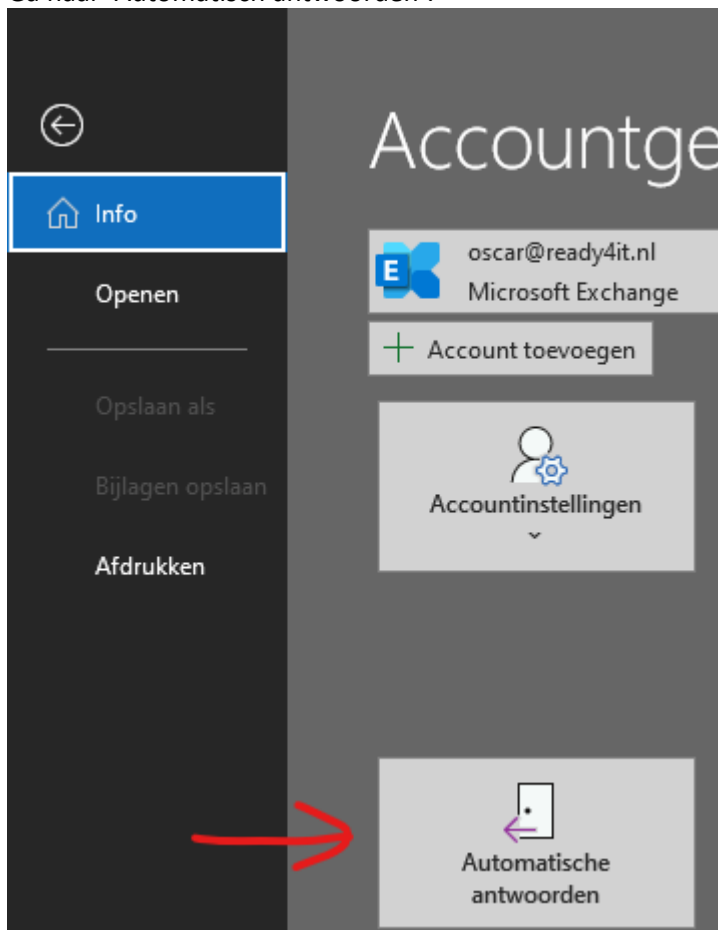 Accountge
Info
oscar@ready4it.nl
Microsoft Exchange
Openen
Account toevoegen
Opslaan als
Bijlagen opslaan
Accountinstellingen
Afdrukken
Automatische
antwoorden